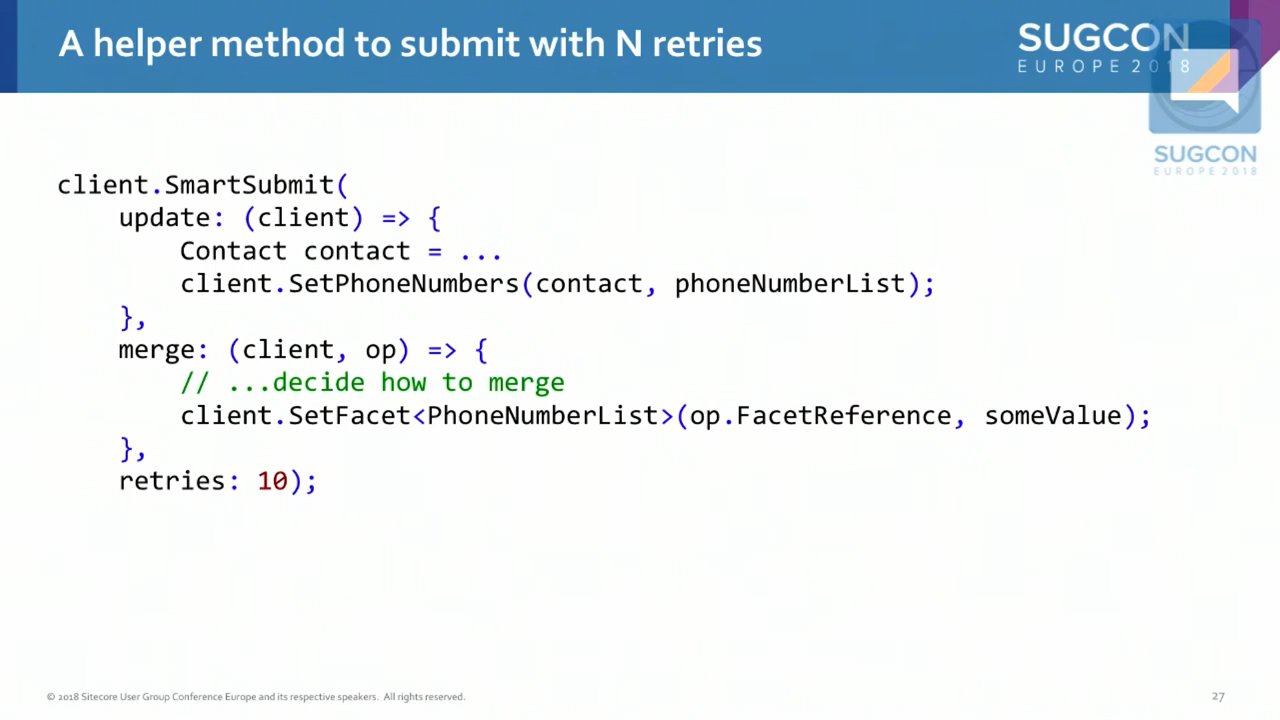 A helper method to submit with N retries
SUGCON
EUROPE 2018
SUGCON
EUROPE 2018
client.SmartSubmit(
    update: (client) => {
        Contact contact = ...
        client.SetPhoneNumbers(contact, phoneNumberList);
    },
    merge: (client, op) => {
        // ...decide how to merge
        client.SetFacet<PhoneNumberList>(op.FacetReference, someValue);
    },
    retries: 10);
© 2018 Sitecore User Group Conference Europe and its respective speakers. All rights reserved.
27